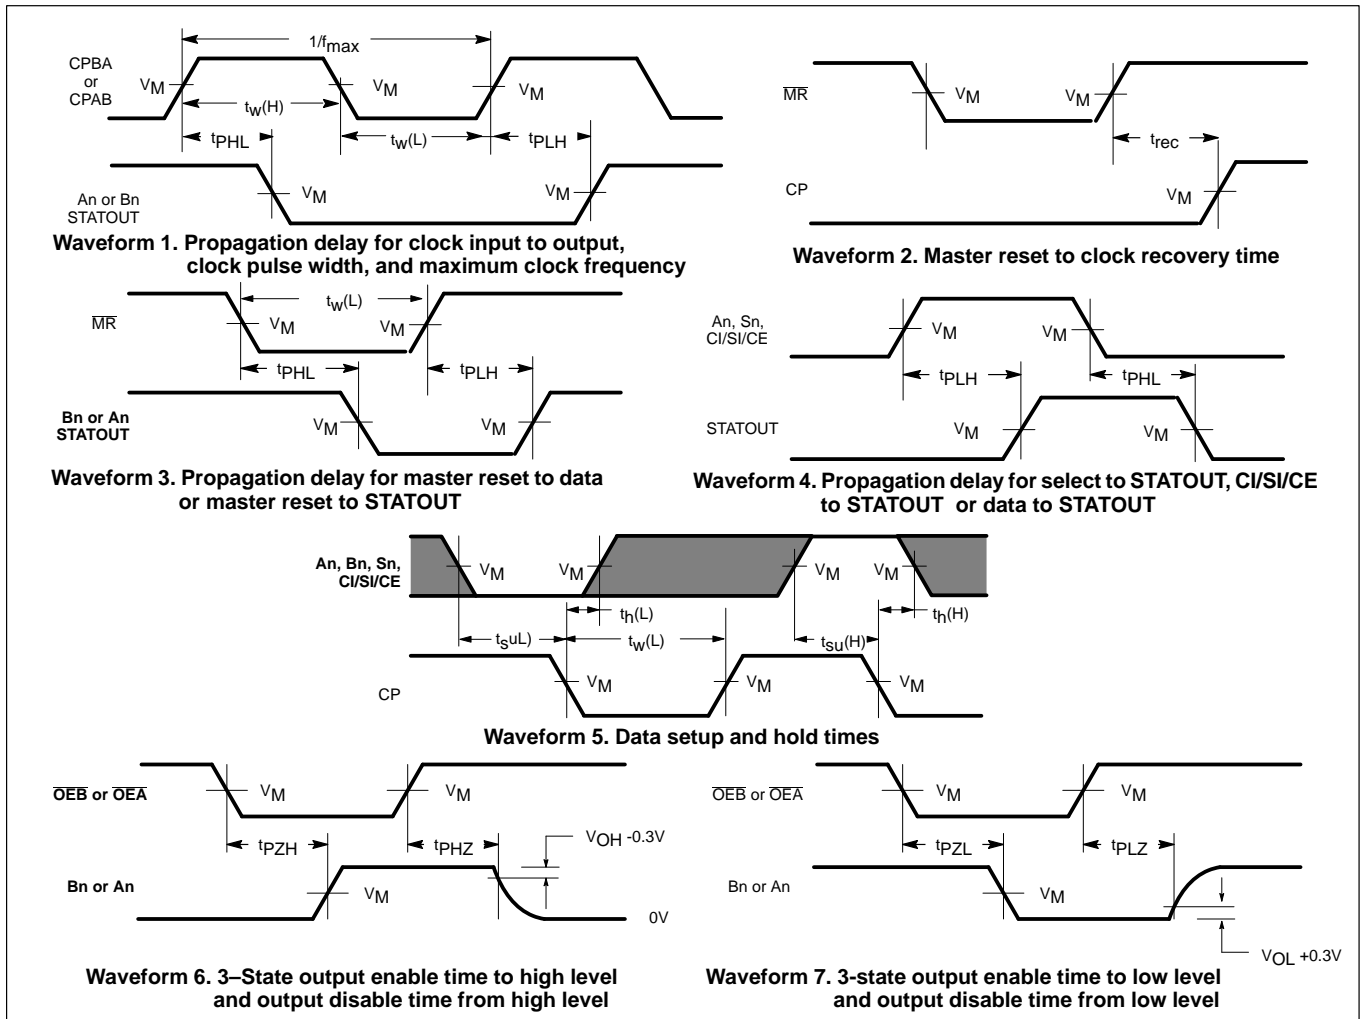 1/fmax
CPBA
or
CPAB
VM
VM
VM
tw(H)
tPHL
tw(L)
tPLH
An or Bn
STATOUT
VM
VM
Waveform 1. Propagation delay for clock input to output,
clock pulse width, and maximum clock frequency
MR
VM
VM
trec
CP
VM
Waveform 2. Master reset to clock recovery time
MR
tw(L)
VM
VM
tPHL
tPLH
Bn or An
STATOUT
VM
VM
Waveform 3. Propagation delay for master reset to data
or master reset to STATOUT
An, Sn,
CI/SI/CE
VM
VM
tPLH
tPHL
STATOUT
VM
VM
Waveform 4. Propagation delay for select to STATOUT, CI/SI/CE
to STATOUT or data to STATOUT
An, Bn, Sn,
CI/SI/CE
VM
VM
VM
VM
th(L)
th(H)
tsuL)
tw(L)
tsu(H)
CP
VM
VM
VM
Waveform 5. Data setup and hold times
OEB or OEA
VM
VM
tPZH
tPHZ
VOH -0.3V
Bn or An
VM
0V
Waveform 6. 3–State output enable time to high level
and output disable time from high level
OEB or OEA
VM
VM
tPZL
tPLZ
Bn or An
VM
VOL +0.3V
Waveform 7. 3-state output enable time to low level
and output disable time from low level